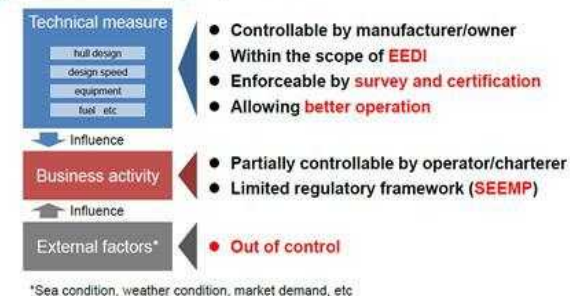 Technical measure
hull design
design speed
equipment
fuel etc
● Controllable by manufacturer/owner
● Within the scope of EEDI
● Enforceable by survey and certification
● Allowing better operation
Influence
Business activity
● Partially controllable by operator/charterer
● Limited regulatory framework (SEEMP)
Influence
External factors*
● Out of control
*Sea condition, weather condition, market demand, etc